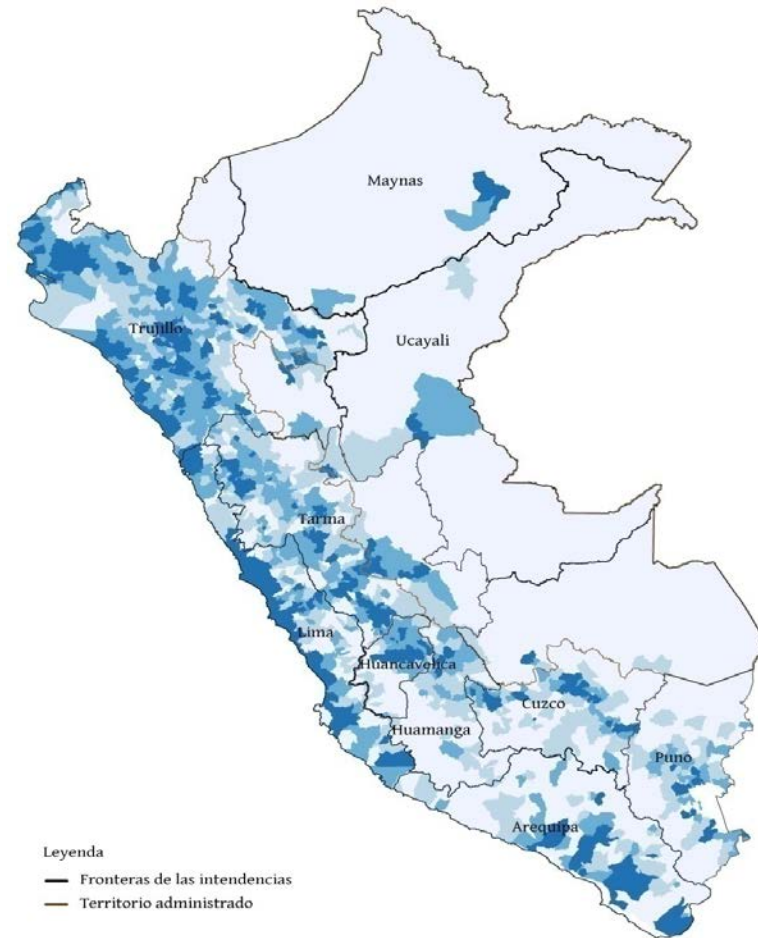 Maynas
Ucayali
Trujillo
Tarma
Lima
Huancavelica
Cuzco
Huamanga
Puno
Arequipa
Leyenda
Fronteras de las intendencias
Territorio administrado